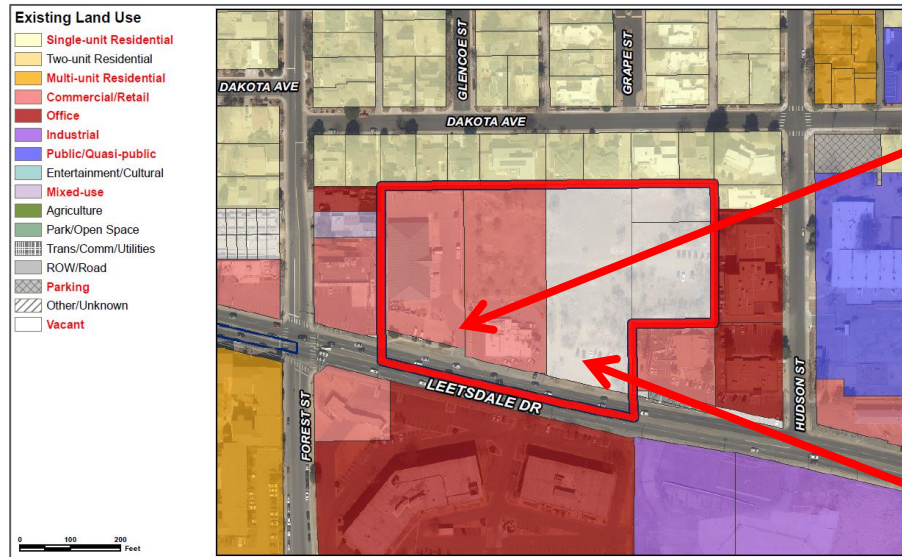 Existing Land Use
Single-unit Residential
Two-unit Residential
Multi-unit Residential
Commercial/Retail
Office
Industrial
Public/Quasi-public
Entertainment/Cultural
Mixed-use
Agriculture
Park/Open Space
Trans/Comm/Utilities
ROW/Road
Parking
Other/Unknown
Vacant
0 100 200
Feet
GLENCOE ST
GRAPE ST
DAKOTA AVE
DAKOTA AVE
LEETSDALE DR
FOREST ST
HUDSON ST